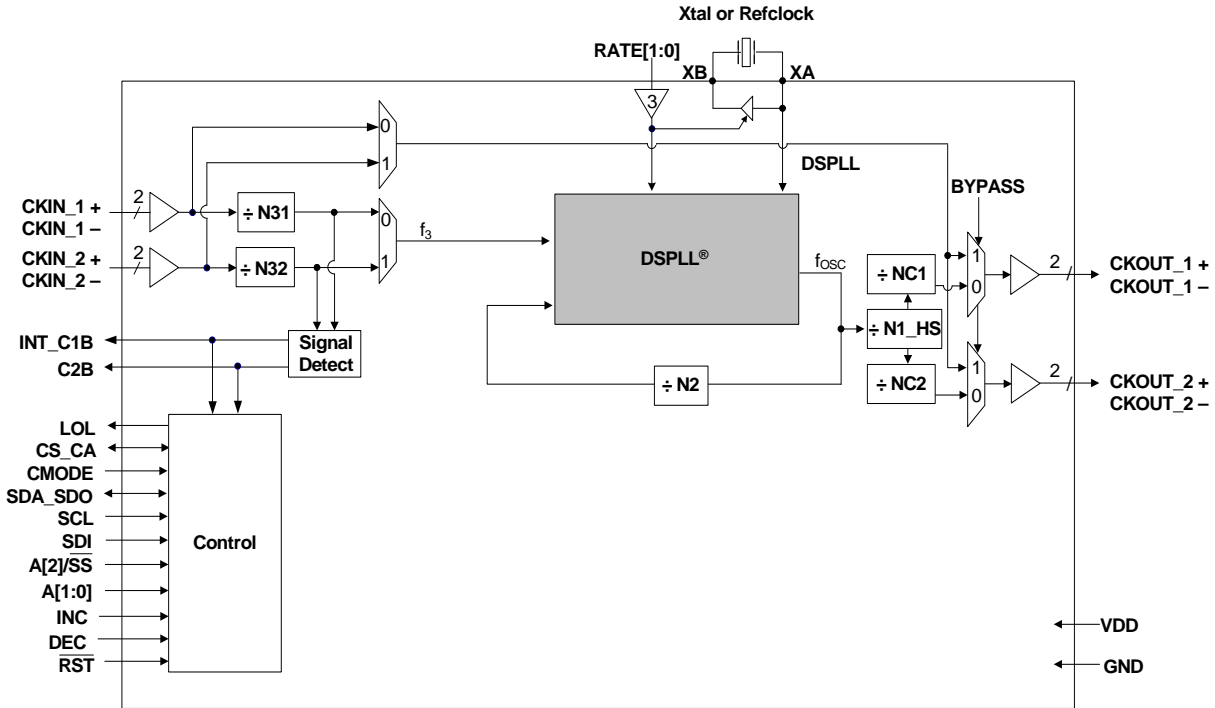 Xtal or Refclock
RATE[1:0]
XB
XA
3
0
1
DSPLL
BYPASS
CKIN_1 +
CKIN_1 –
2
÷ N31
0
f3
DSPLL®
fOSC
÷ NC1
1
0
2
CKOUT_1 +
CKOUT_1 –
CKIN_2 +
CKIN_2 –
2
÷ N32
1
÷ N1_HS
INT_C1B
C2B
Signal
Detect
÷ N2
÷ NC2
1
0
2
CKOUT_2 +
CKOUT_2 –
LOL
CS_CA
CMODE
SDA_SDO
SCL
SDI
A[2]/S̅S̅
A[1:0]
INC
DEC
R̅S̅T̅
Control
VDD
GND